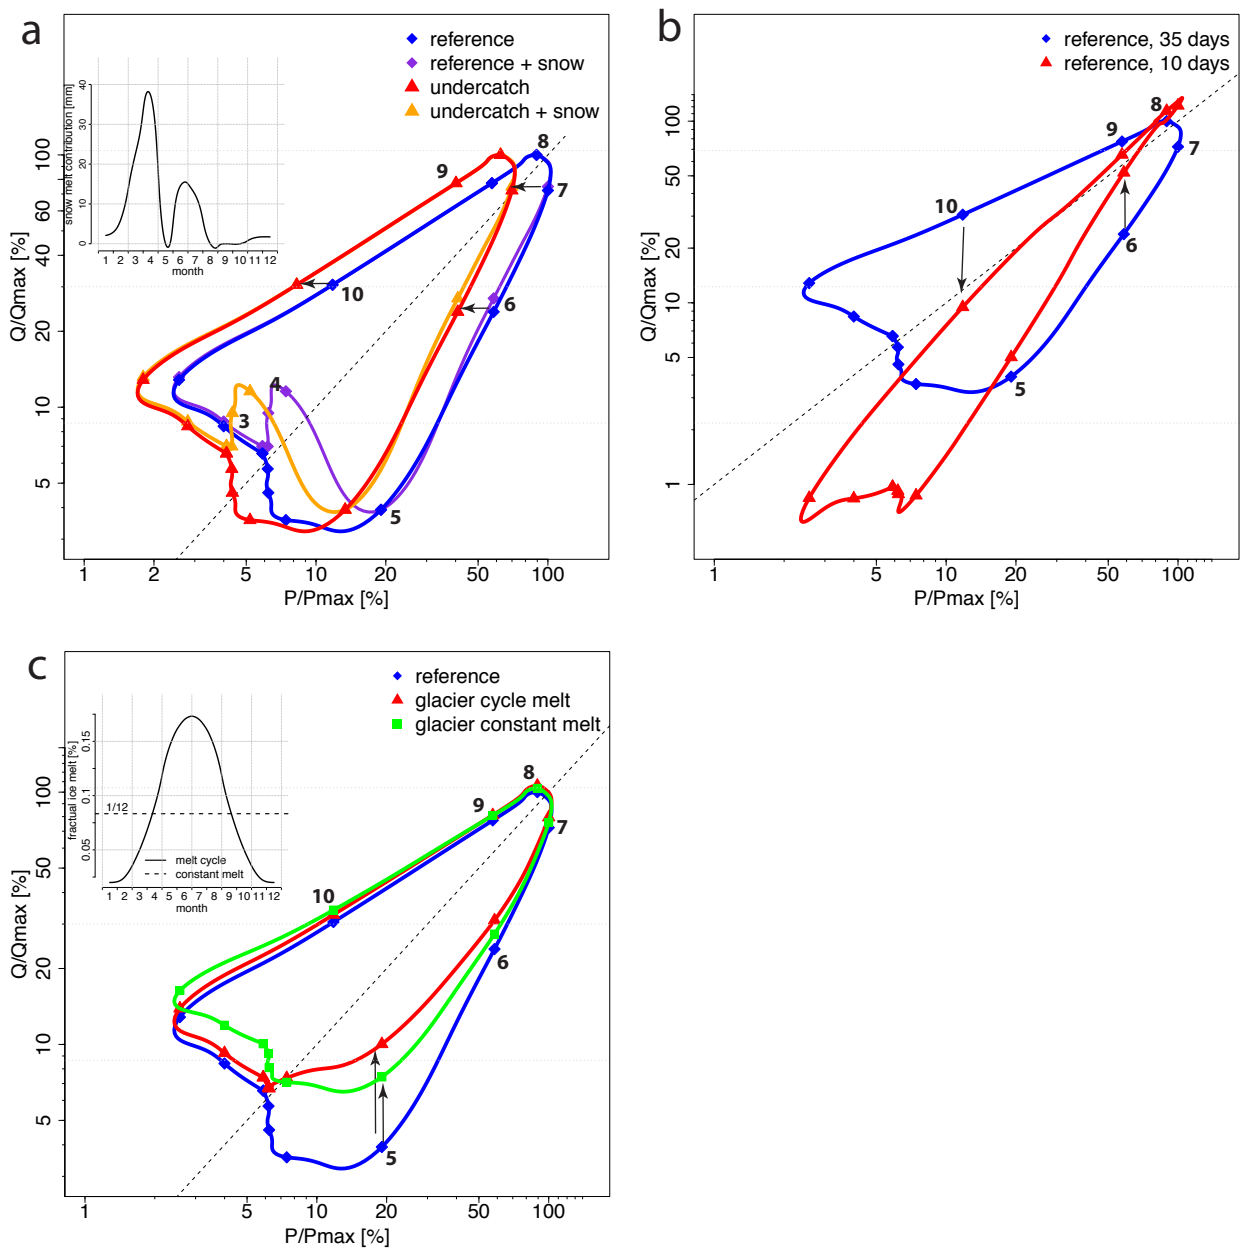 a
reference
reference + snow
undercatch
undercatch + snow
snow melt contribution [mm]
0 10 20 30 40
1 2 3 4 5 6 7 8 9 10 11 12
month
Q/Qmax [%]
5 10 20 40 60 100
3 4 5 6 7 8 9 10
1 2 5 10 20 50 100
P/Pmax [%]
b
reference, 35 days
reference, 10 days
Q/Qmax [%]
1 2 5 10 20 50 100
5 6 7 8 9 10
1 5 10 20 50 100
P/Pmax [%]
c
reference
glacier cycle melt
glacier constant melt
fractual ice melt [%]
0.05 0.1 0.15
1/12
melt cycle
constant melt
1 2 3 4 5 6 7 8 9 10 11 12
month
Q/Qmax [%]
5 10 20 50 100
5 6 7 8 9 10
1 2 5 10 20 50 100
P/Pmax [%]